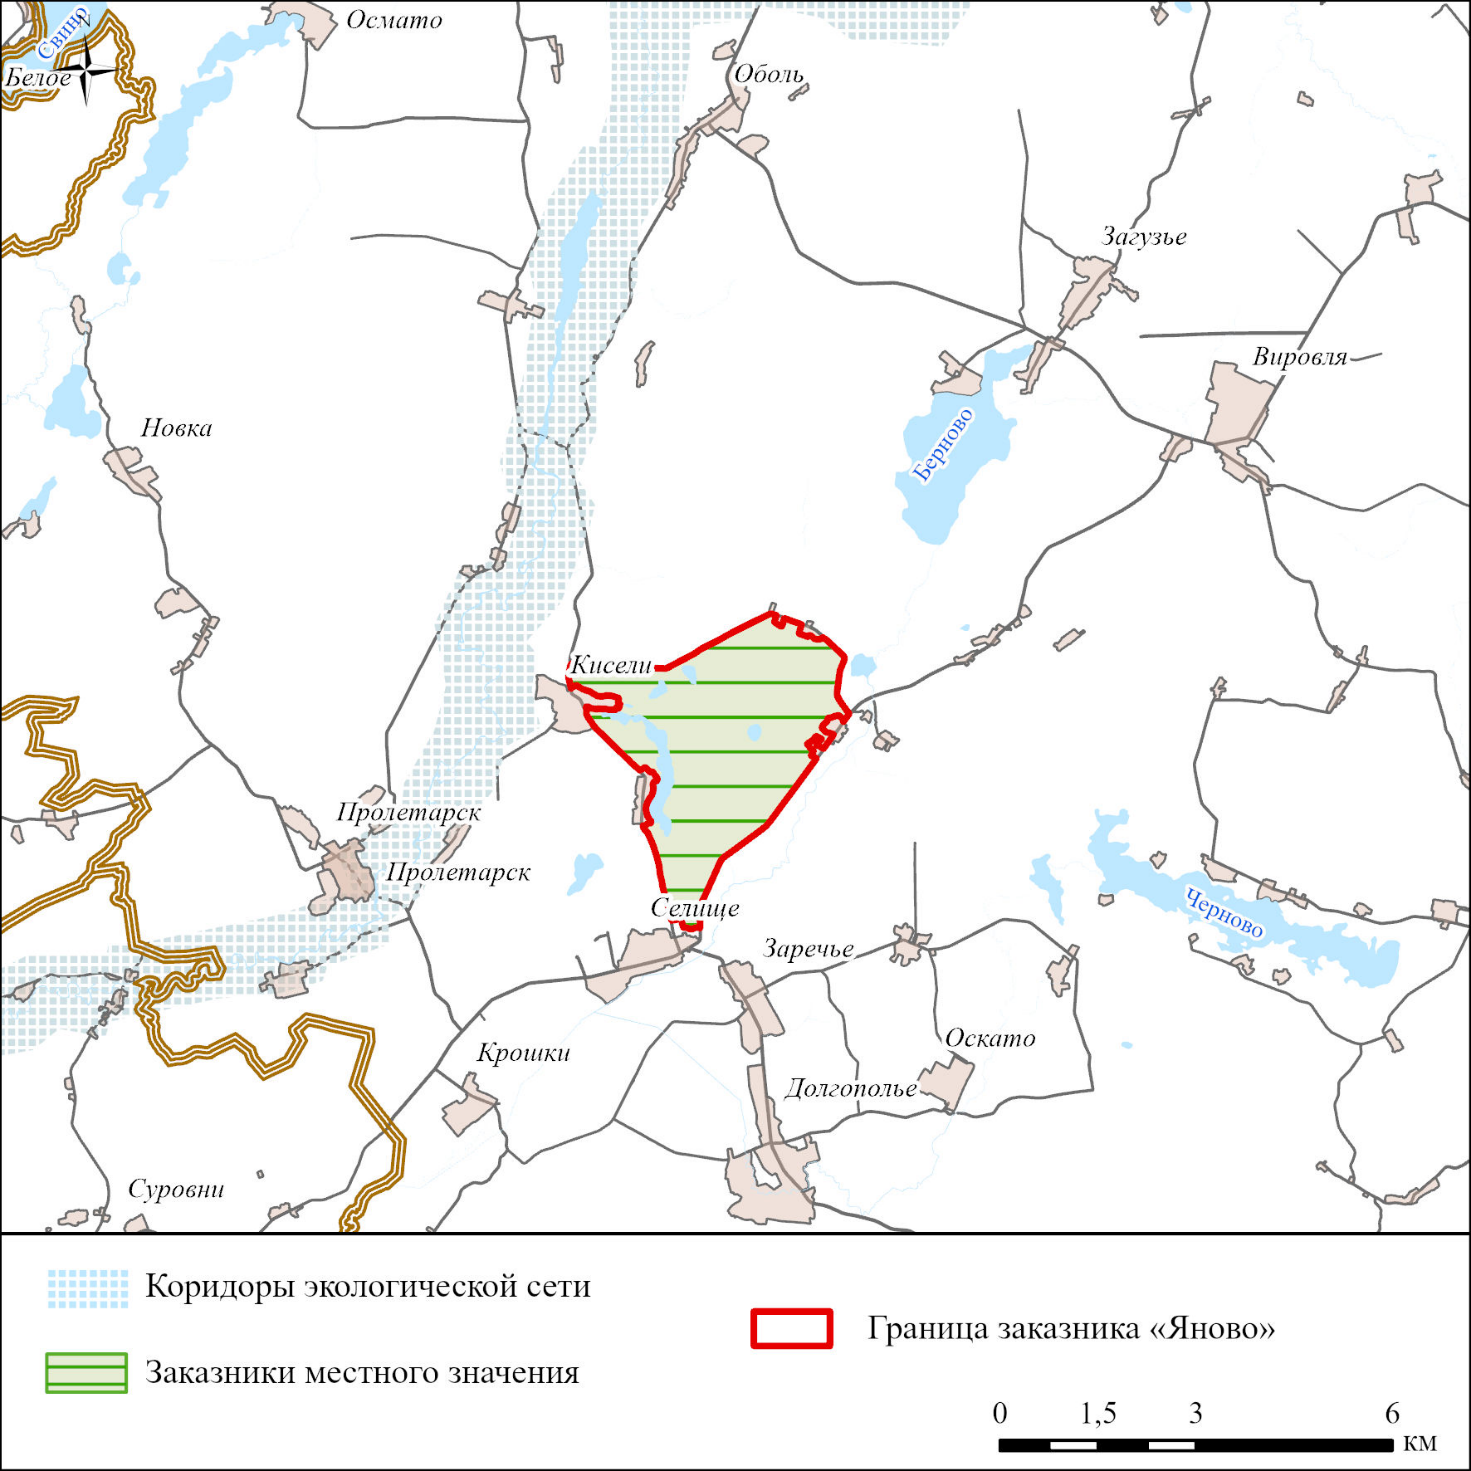 Осмато
Свино
N
Белое
Оболь
Загузье
Вировля
Новка
Берново
Кисели
Пролетарск
Пролетарск
Черново
Селище
Заречье
Оскато
Крошки
Долгополье
Суровни
Коридоры экологической сети
Граница заказника «Яново»
Заказники местного значения
0 1,5 3 6
км